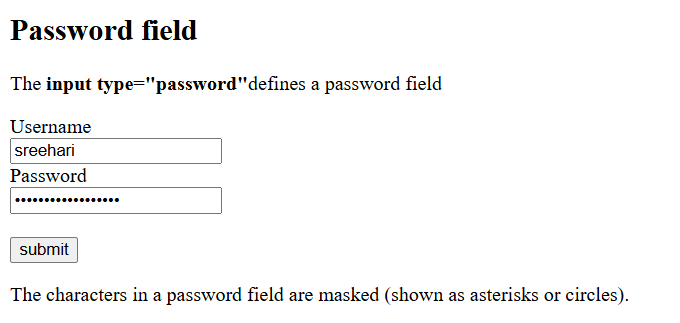 Password field
The input type="password"defines a password field
Username
sreehari
Password
••••••••••••••••••
submit
The characters in a password field are masked (shown as asterisks or circles).